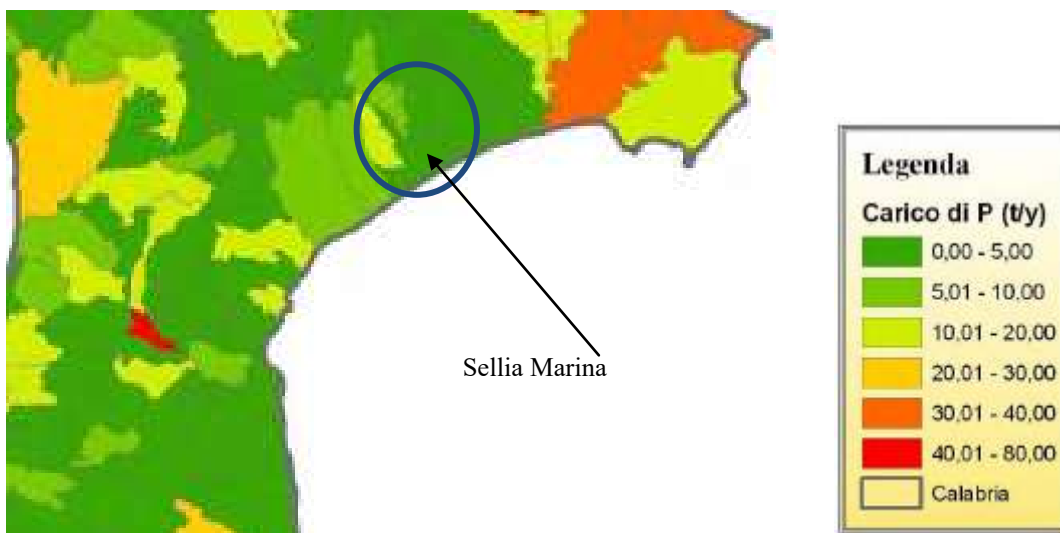 Sellia Marina
Legenda
Carico di P (t/y)
0,00 - 5,00
5,01 - 10,00
10,01 - 20,00
20,01 - 30,00
30,01 - 40,00
40,01 - 80,00
Calabria